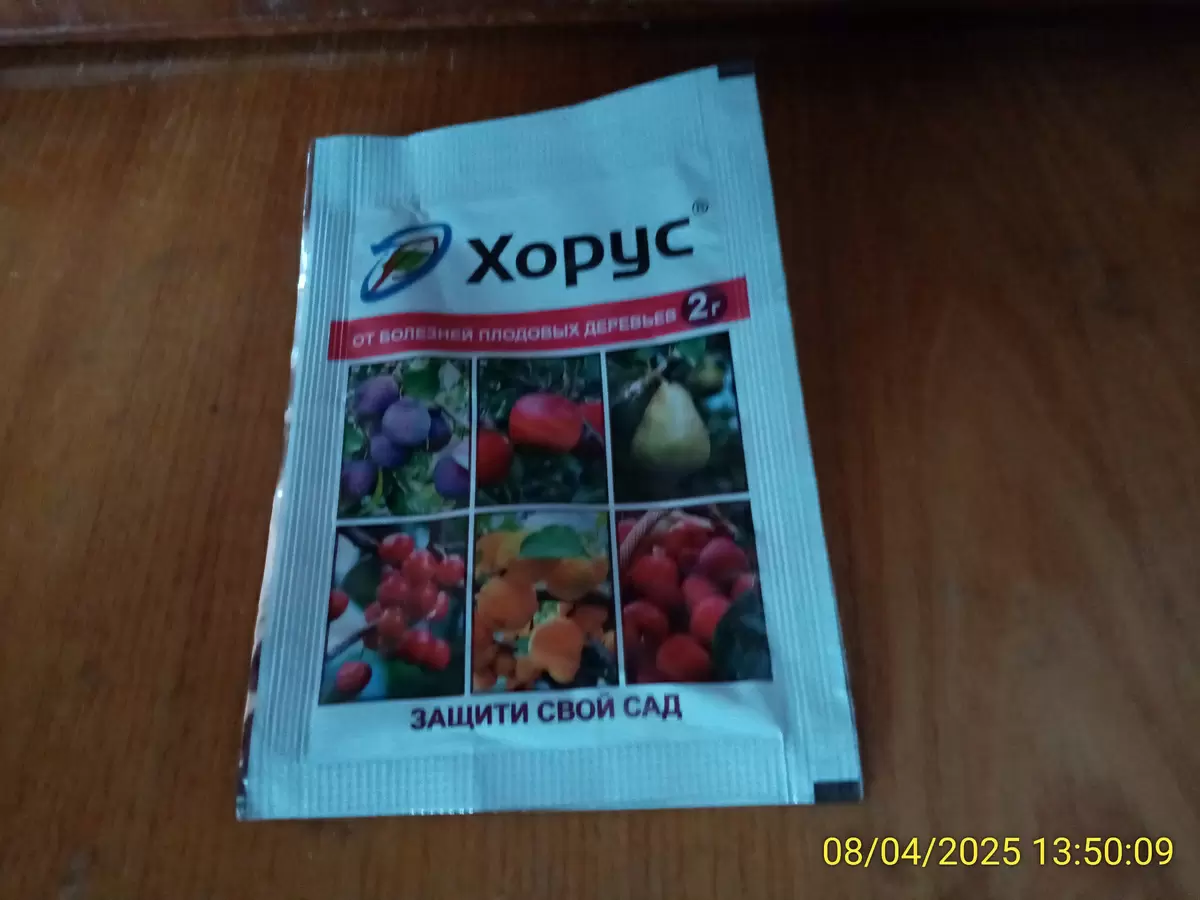 Хорус®
ОТ БОЛЕЗНЕЙ ПЛОДОВЫХ ДЕРЕВЬЕВ 2г
ЗАЩИТИ СВОЙ САД
08/04/2025 13:50:09